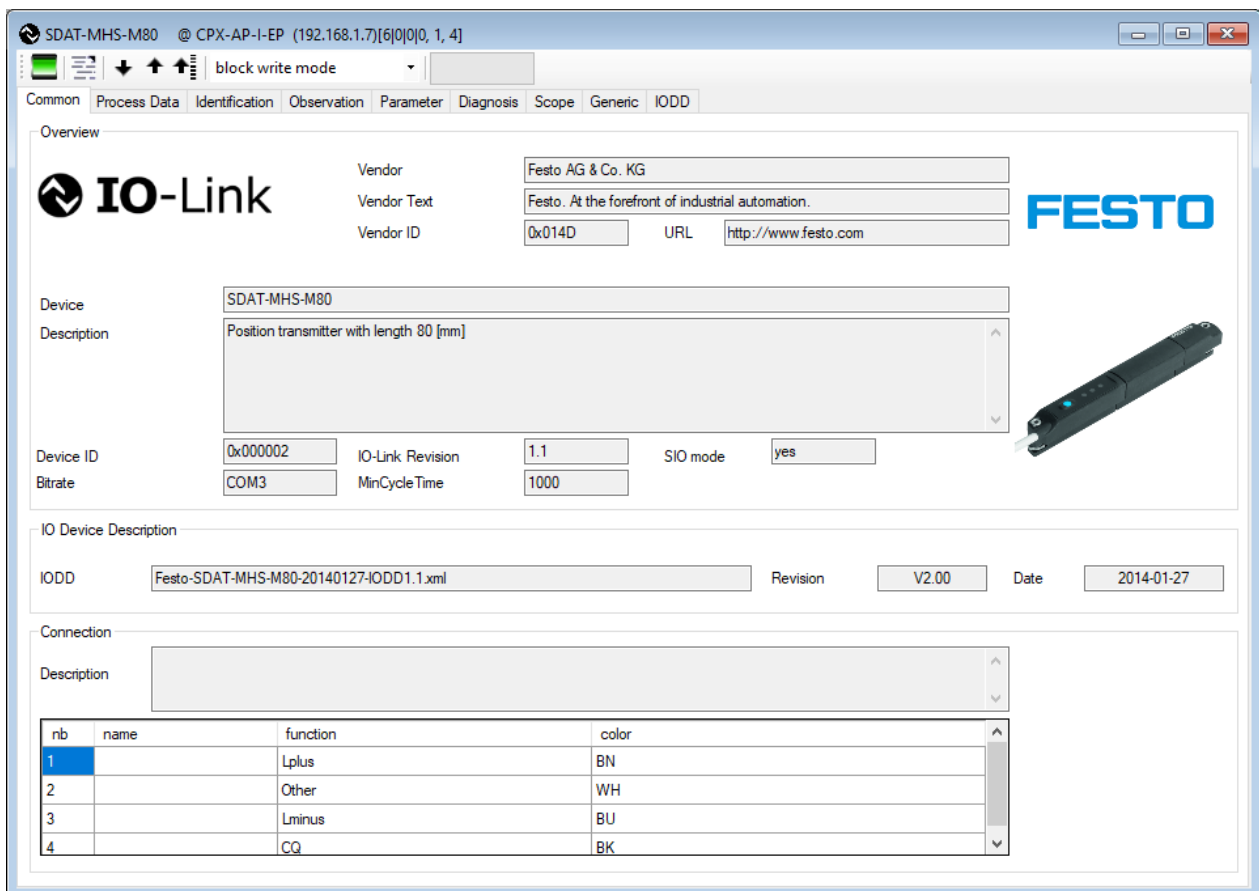 SDAT-MHS-M80 @ CPX-AP-I-EP (192.168.1.7)[6|0|0|0, 1, 4]
block write mode
Common Process Data Identification Observation Parameter Diagnosis Scope Generic IODD
Overview
IO-Link
Vendor Festo AG & Co. KG
Vendor Text Festo. At the forefront of industrial automation.
Vendor ID 0x014D URL http://www.festo.com
FESTO
Device SDAT-MHS-M80
Description Position transmitter with length 80 [mm]
Device ID 0x000002 IO-Link Revision 1.1 SIO mode yes
Bitrate COM3 MinCycleTime 1000
IO Device Description
IODD Festo-SDAT-MHS-M80-20140127-IODD1.1.xml Revision V2.00 Date 2014-01-27
Connection
Description
nb name function color
1 Lplus BN
2 Other WH
3 Lminus BU
4 CQ BK